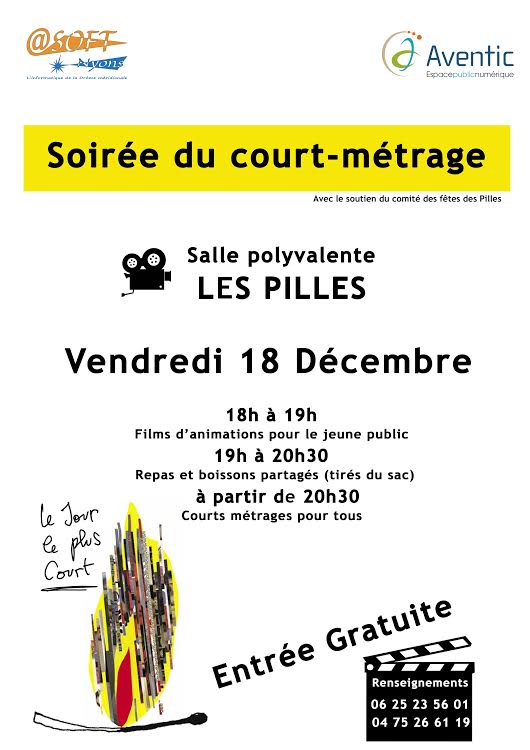 @SOFT
Nyons
L'informatique de la Drôme méridionale
Aventic
Espacepublicnumérique
Soirée du court-métrage
Avec le soutien du comité des fêtes des Pilles
Salle polyvalente
LES PILLES
Vendredi 18 Décembre
18h à 19h
Films d'animations pour le jeune public
19h à 20h30
Repas et boissons partagés (tirés du sac)
à partir de 20h30
Courts métrages pour tous
le Jour
le plus
Court
Entrée Gratuite
Renseignements
06 25 23 56 01
04 75 26 61 19